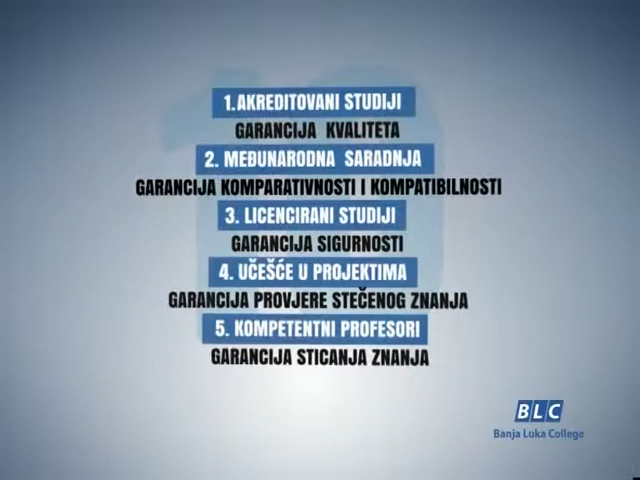 1. AKREDITOVANI STUDIJI
GARANCIJA KVALITETA
2. MEĐUNARODNA SARADNJA
GARANCIJA KOMPARATIVNOSTI I KOMPATIBILNOSTI
3. LICENCIRANI STUDIJI
GARANCIJA SIGURNOSTI
4. UČEŠĆE U PROJEKTIMA
GARANCIJA PROVJERE STEČENOG ZNANJA
5. KOMPETENTNI PROFESORI
GARANCIJA STICANJA ZNANJA
BLC
Banja Luka College